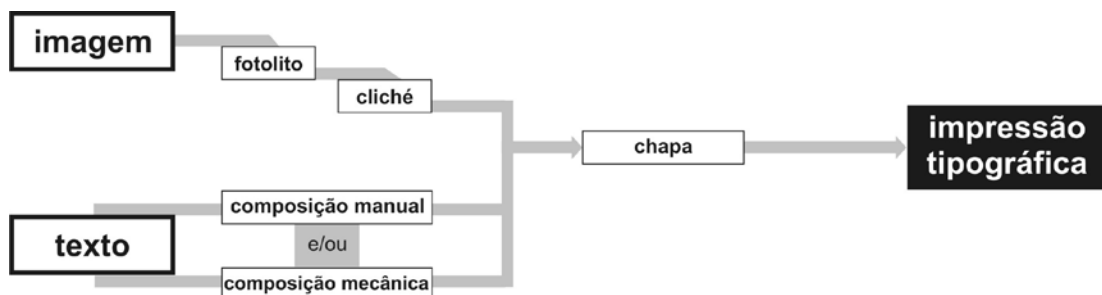 imagem
fotolito
cliché
chapa
impressão
tipográfica
composição manual
e/ou
texto
composição mecânica